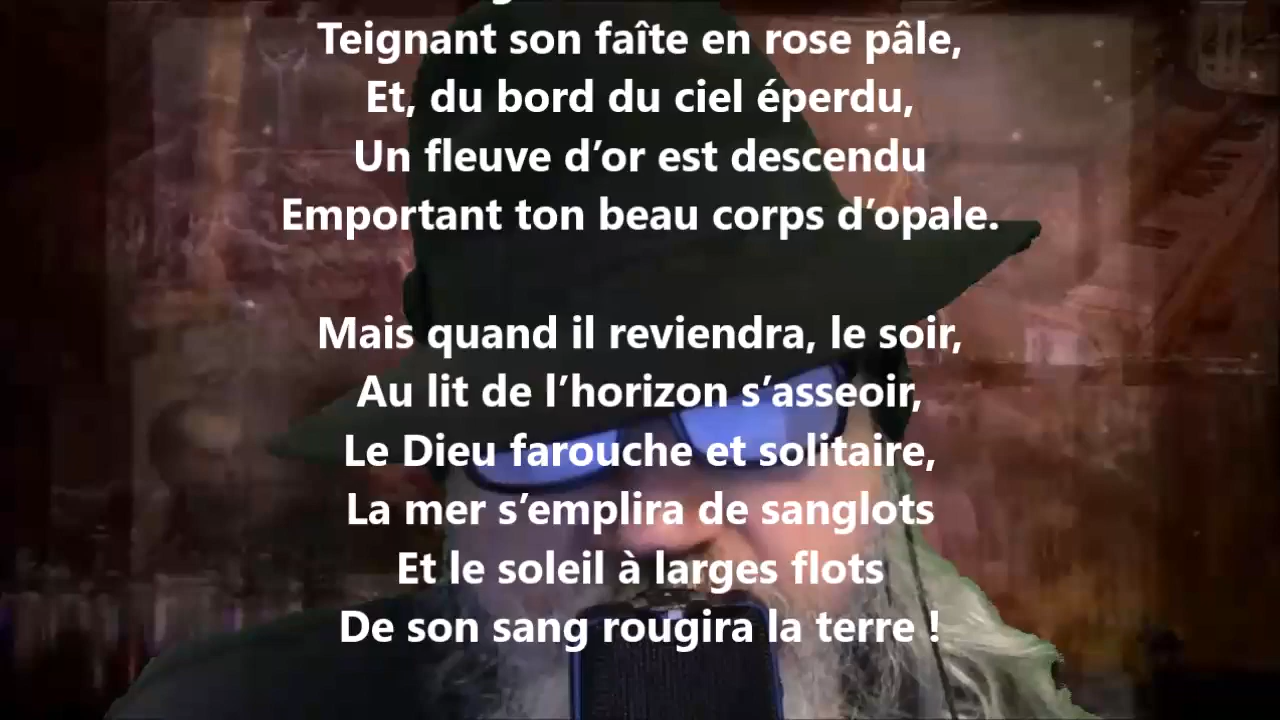 Teignant son faîte en rose pâle,
Et, du bord du ciel éperdu,
Un fleuve d’or est descendu
Emportant ton beau corps d’opale.
Mais quand il reviendra, le soir,
Au lit de l’horizon s’asseoir,
Le Dieu farouche et solitaire,
La mer s’emplira de sanglots
Et le soleil à larges flots
De son sang rougira la terre !